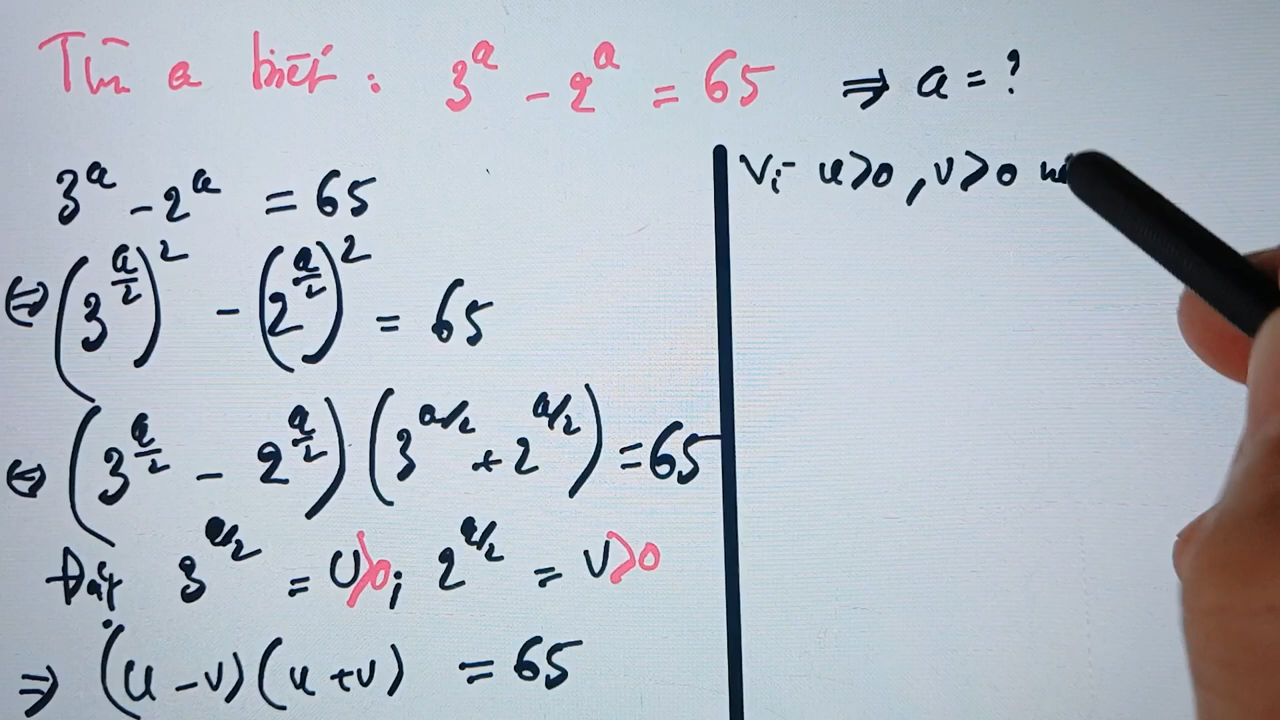 Tìm a biết: 3^a - 2^a = 65 ⇒ a = ?
3^a - 2^a = 65
⇔ (3^{a/2})^2 - (2^{a/2})^2 = 65
⇔ (3^{a/2} - 2^{a/2})(3^{a/2} + 2^{a/2}) = 65
Đặt 3^{a/2} = U>0; 2^{a/2} = V>0
⇒ (u - v)(u + v) = 65
Vì u>0, v>0